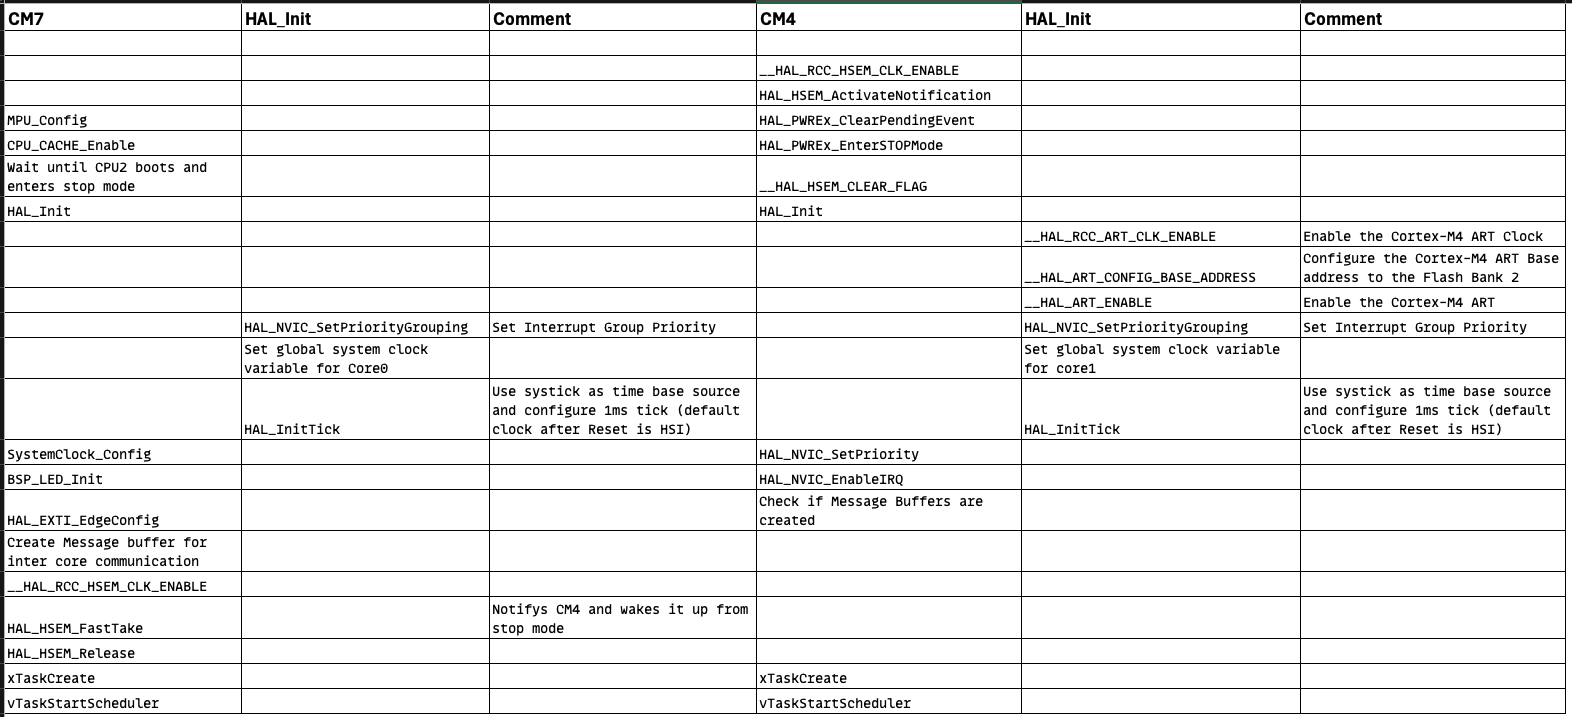 CM7 HAL_Init Comment CM4 HAL_Init Comment
__HAL_RCC_HSEM_CLK_ENABLE
HAL_HSEM_ActivateNotification
MPU_Config HAL_PWREx_ClearPendingEvent
CPU_CACHE_Enable HAL_PWREx_EnterSTOPMode
Wait until CPU2 boots and
enters stop mode __HAL_HSEM_CLEAR_FLAG
HAL_Init HAL_Init
__HAL_RCC_ART_CLK_ENABLE Enable the Cortex-M4 ART Clock
Configure the Cortex-M4 ART Base
__HAL_ART_CONFIG_BASE_ADDRESS address to the Flash Bank 2
__HAL_ART_ENABLE Enable the Cortex-M4 ART
HAL_NVIC_SetPriorityGrouping Set Interrupt Group Priority HAL_NVIC_SetPriorityGrouping Set Interrupt Group Priority
Set global system clock Set global system clock variable
variable for Core0 for core1
Use systick as time base source Use systick as time base source
and configure 1ms tick (default and configure 1ms tick (default
HAL_InitTick clock after Reset is HSI) HAL_InitTick clock after Reset is HSI)
SystemClock_Config HAL_NVIC_SetPriority
BSP_LED_Init HAL_NVIC_EnableIRQ
Check if Message Buffers are
HAL_EXTI_EdgeConfig created
Create Message buffer for
inter core communication
__HAL_RCC_HSEM_CLK_ENABLE
Notifys CM4 and wakes it up from
HAL_HSEM_FastTake stop mode
HAL_HSEM_Release
xTaskCreate xTaskCreate
vTaskStartScheduler vTaskStartScheduler